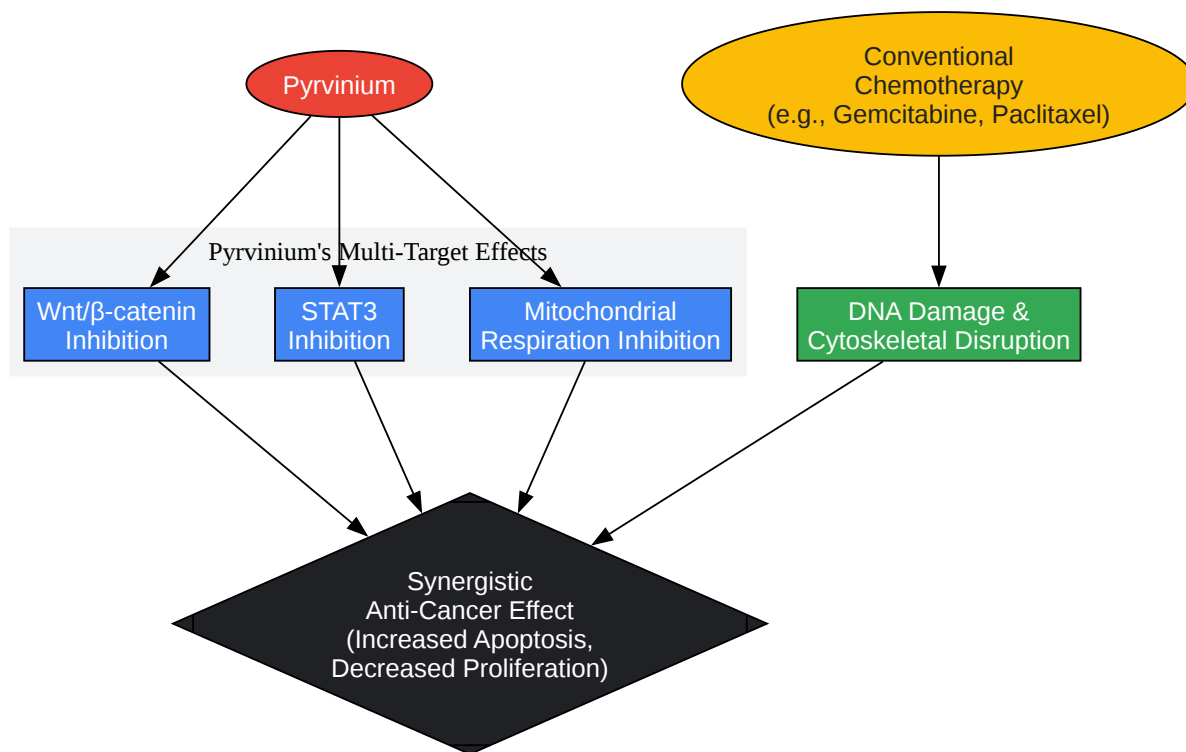 Pyrvinium
Conventional
Chemotherapy
(e.g., Gemcitabine, Paclitaxel)
Pyrvinium's Multi-Target Effects
Wnt/β-catenin
Inhibition
STAT3
Inhibition
Mitochondrial
Respiration Inhibition
DNA Damage &
Cytoskeletal Disruption
Synergistic
Anti-Cancer Effect
(Increased Apoptosis,
Decreased Proliferation)